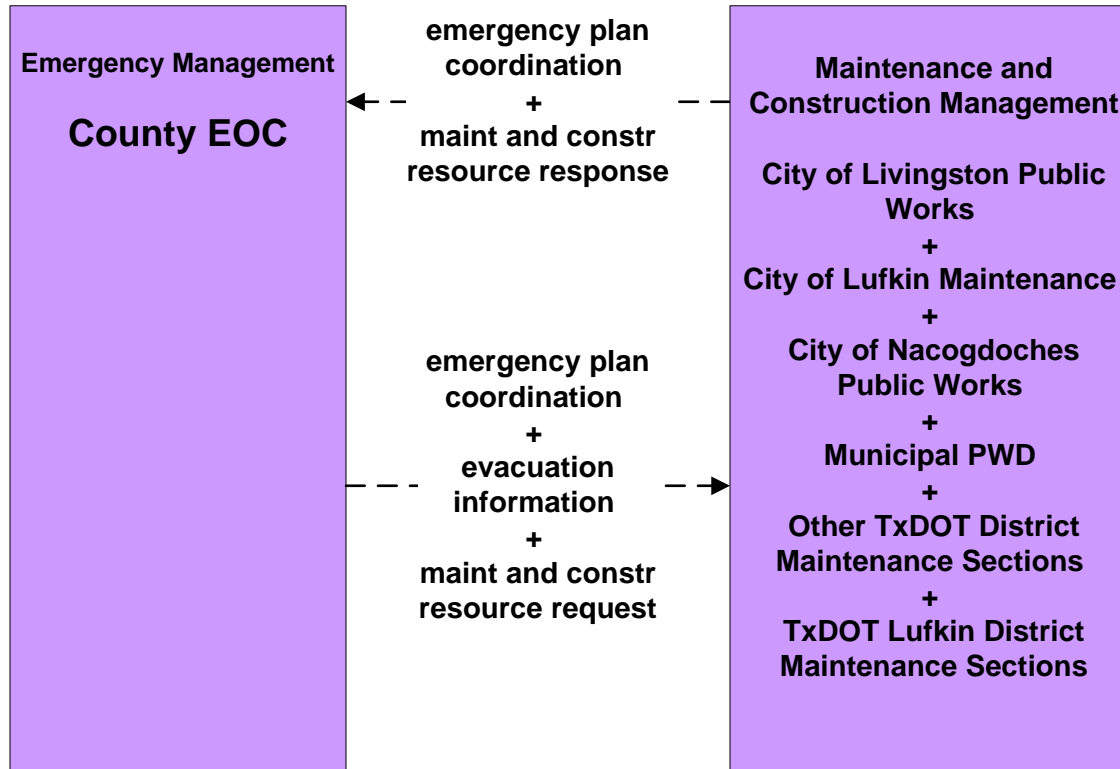 Emergency Management
County EOC
emergency plan
coordination
+
maint and constr
resource response
emergency plan
coordination
+
evacuation
information
+
maint and constr
resource request
Maintenance and
Construction Management
City of Livingston Public
Works
+
City of Lufkin Maintenance
+
City of Nacogdoches
Public Works
+
Municipal PWD
+
Other TxDOT District
Maintenance Sections
+
TxDOT Lufkin District
Maintenance Sections